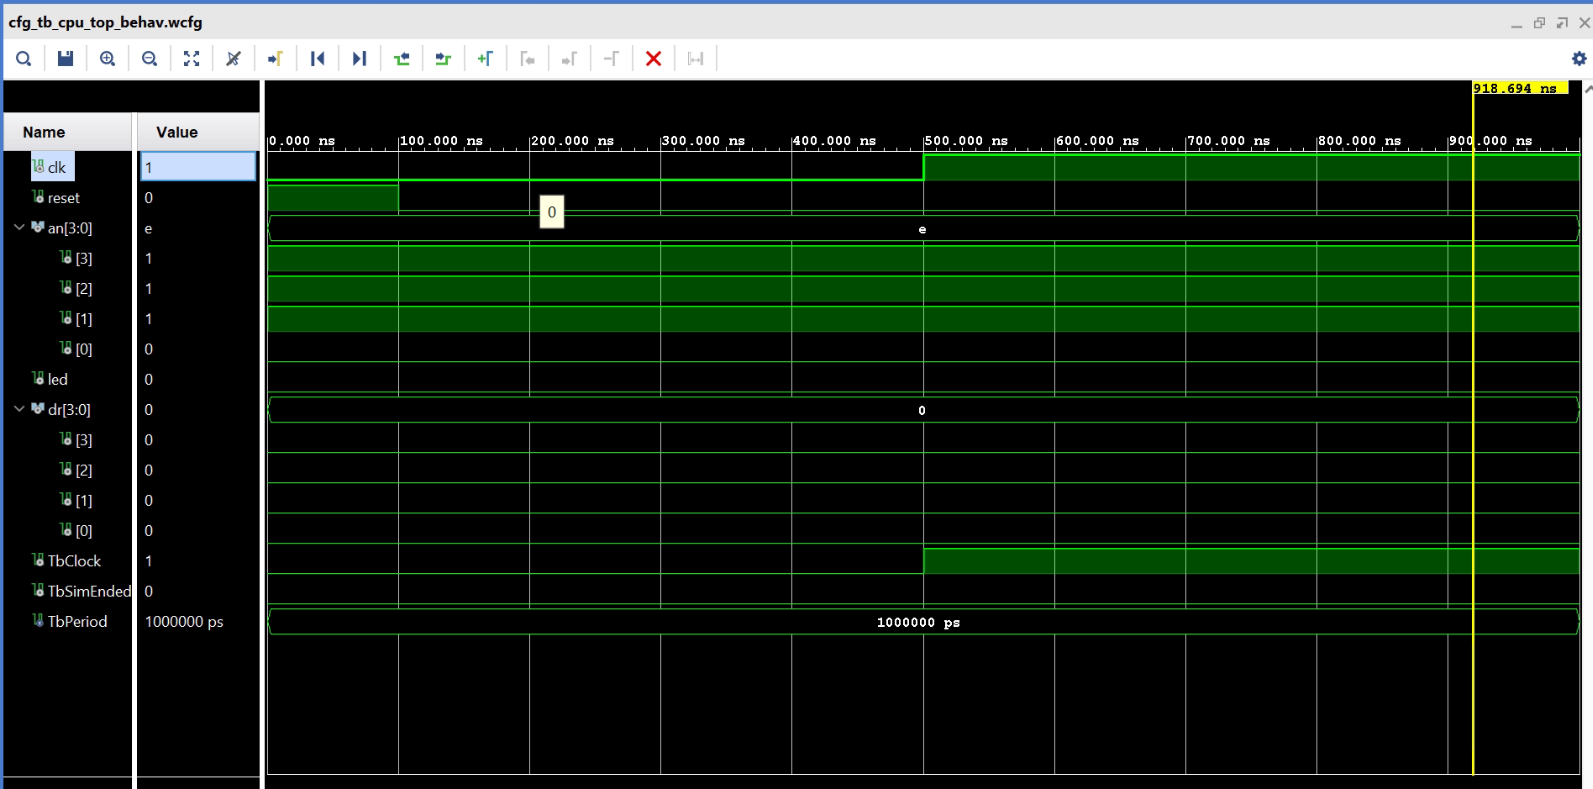 cfg_tb_cpu_top_behav.wcfg
918.694 ns
Name Value
0.000 ns 100.000 ns 200.000 ns 300.000 ns 400.000 ns 500.000 ns 600.000 ns 700.000 ns 800.000 ns 900.000 ns
clk 1
reset 0
0
an[3:0] e e
[3] 1
[2] 1
[1] 1
[0] 0
led 0
dr[3:0] 0 0
[3] 0
[2] 0
[1] 0
[0] 0
TbClock 1
TbSimEnded 0
TbPeriod 1000000 ps 1000000 ps